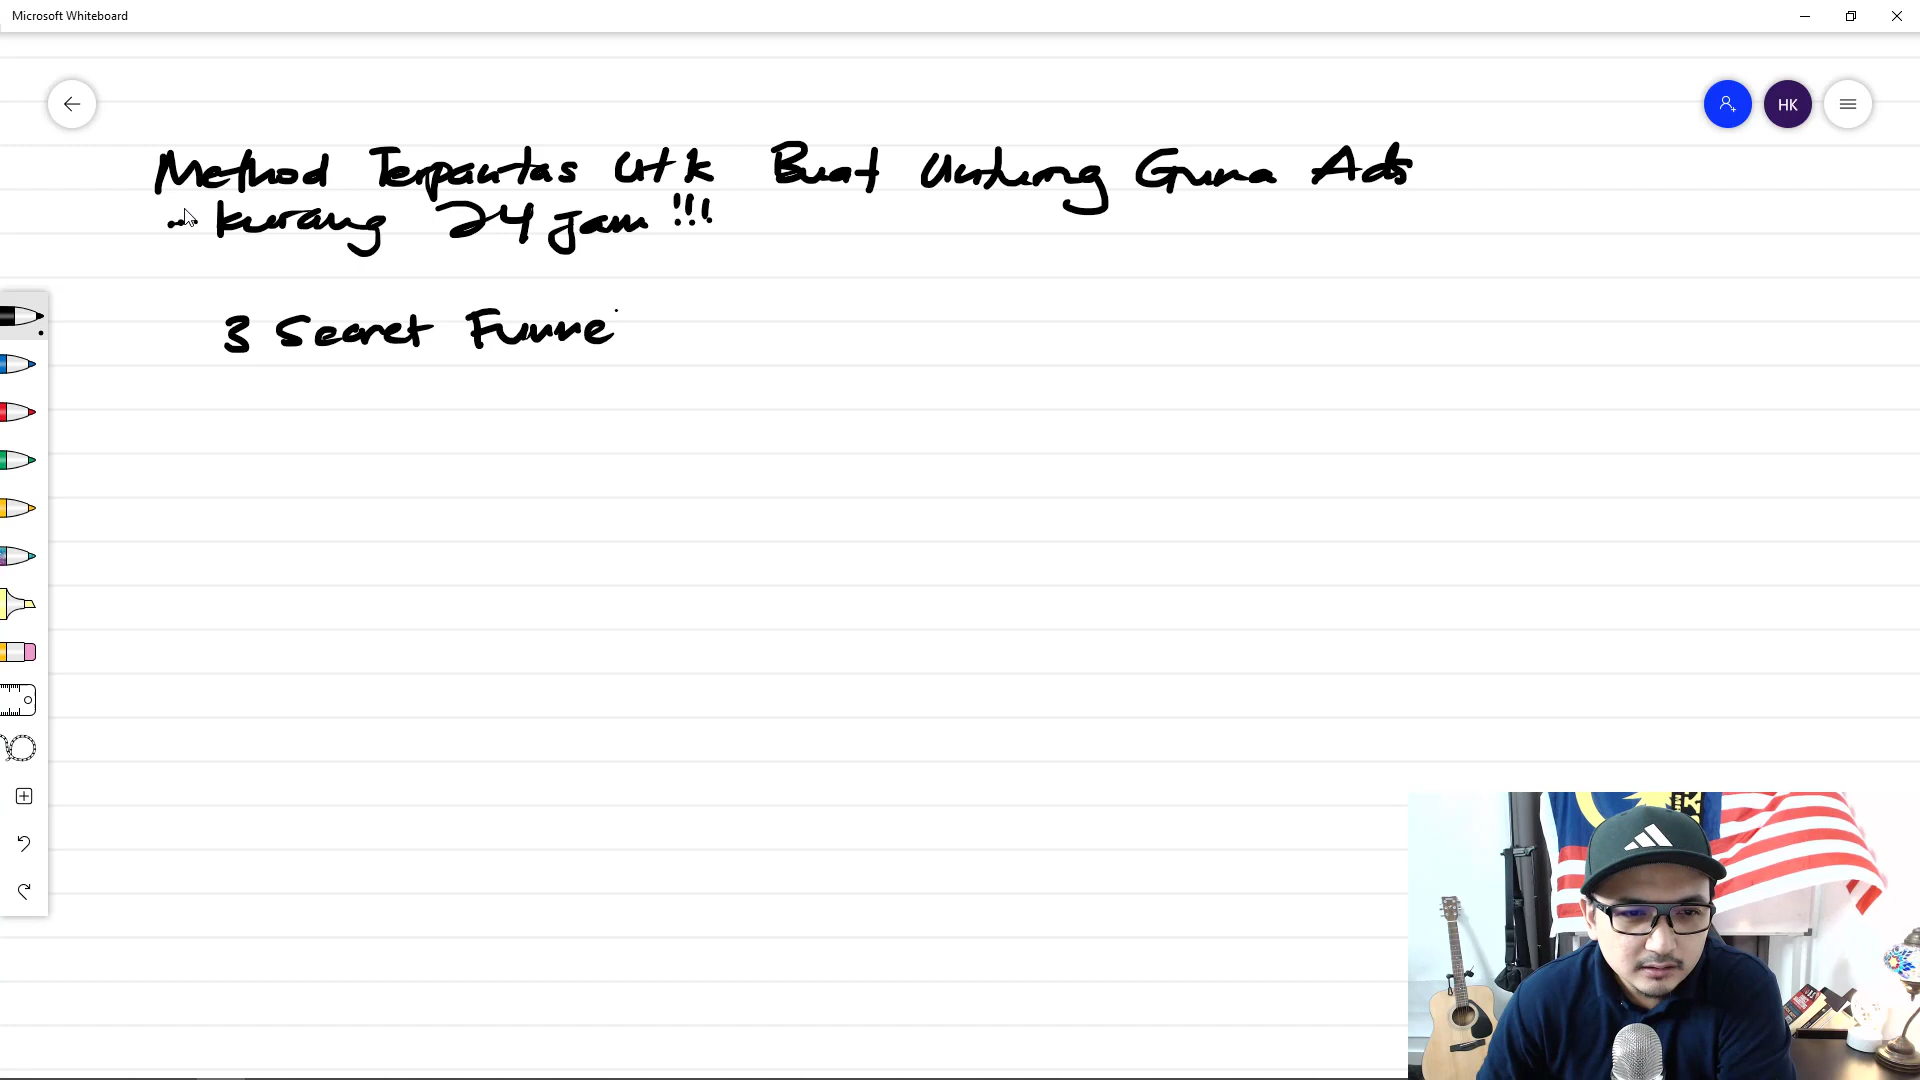 Microsoft Whiteboard
HK
Method Terpantas Utk Buat Untung Guna Ads
... kurang 24 jam !!!
3 Secret Funne